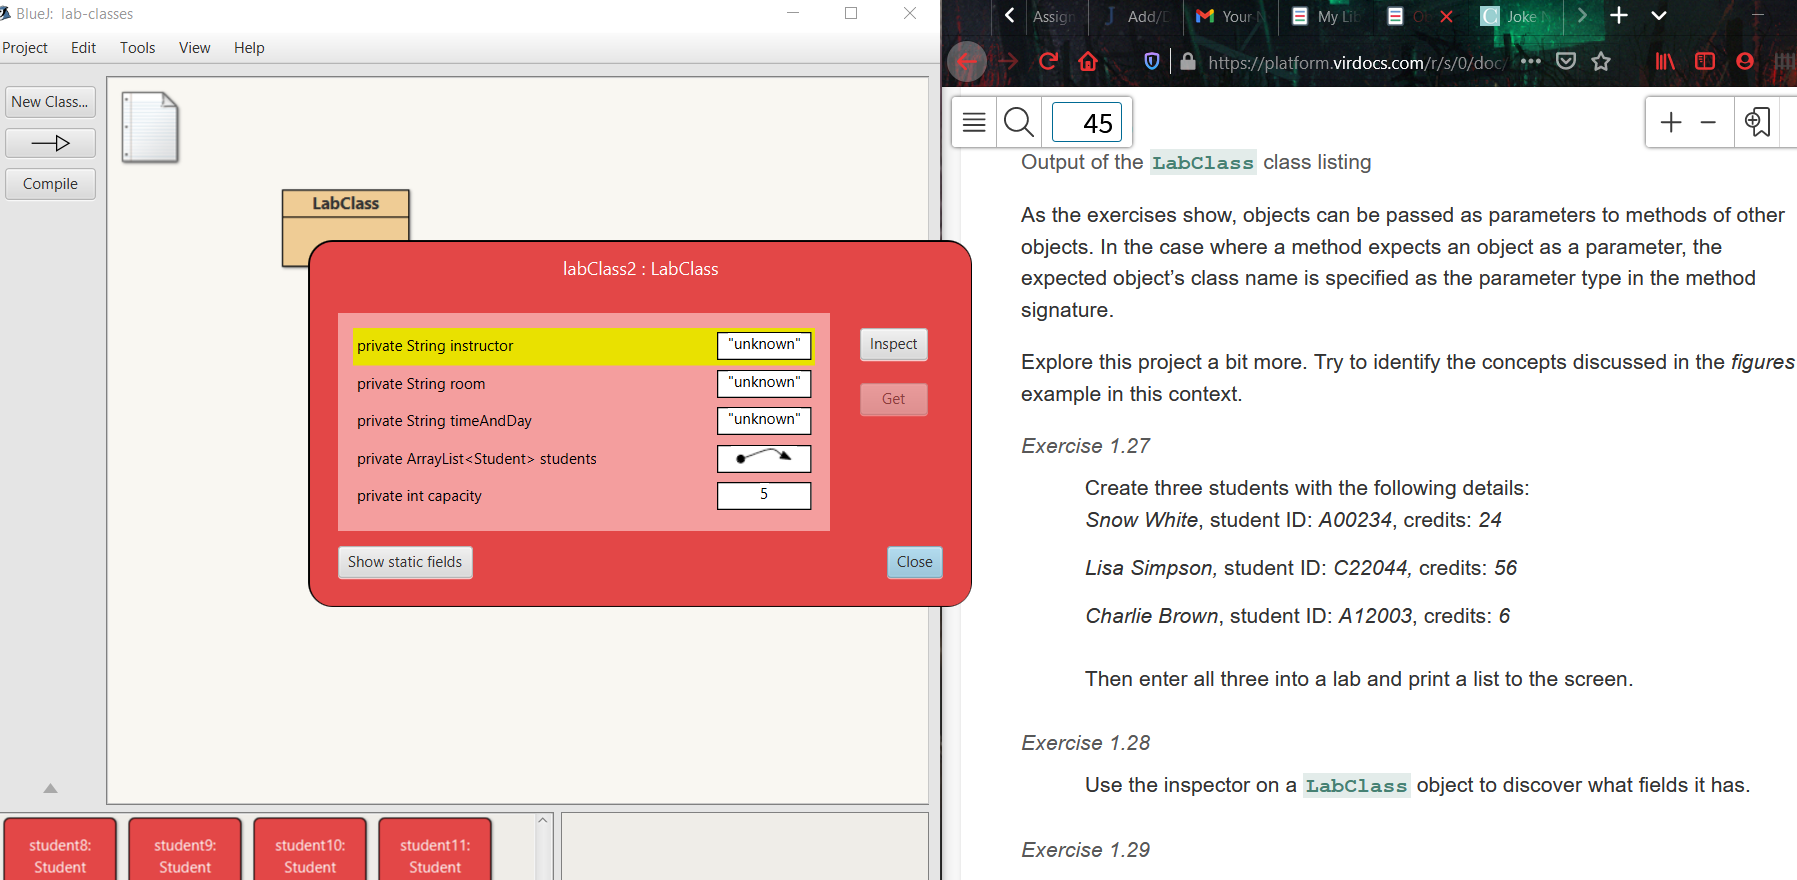 BlueJ: lab-classes
Project Edit Tools View Help
New Class...
Compile
LabClass
labClass2 : LabClass
private String instructor "unknown"
private String room "unknown"
private String timeAndDay "unknown"
private ArrayList<Student> students
private int capacity 5
Inspect
Get
Show static fields
Close
student8:
Student
student9:
Student
student10:
Student
student11:
Student
Assign Add/D Your My Lib Joke
https://platform.virdocs.com/r/s/0/doc/
45
Output of the LabClass class listing
As the exercises show, objects can be passed as parameters to methods of other
objects. In the case where a method expects an object as a parameter, the
expected object’s class name is specified as the parameter type in the method
signature.
Explore this project a bit more. Try to identify the concepts discussed in the figures
example in this context.
Exercise 1.27
Create three students with the following details:
Snow White, student ID: A00234, credits: 24
Lisa Simpson, student ID: C22044, credits: 56
Charlie Brown, student ID: A12003, credits: 6
Then enter all three into a lab and print a list to the screen.
Exercise 1.28
Use the inspector on a LabClass object to discover what fields it has.
Exercise 1.29